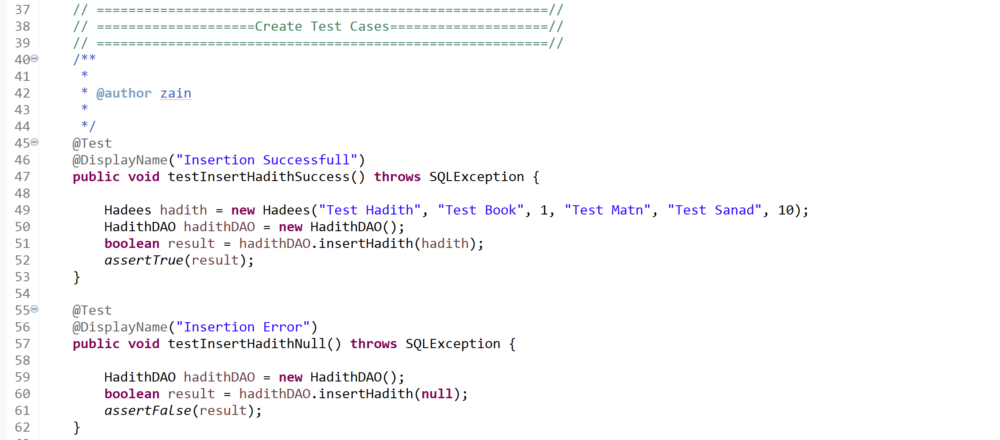 37 // =========================================================//
38 // ====================Create Test Cases====================//
39 // =========================================================//
40 /**
41 *
42 * @author zain
43 *
44 */
45 @Test
46 @DisplayName("Insertion Successfull")
47 public void testInsertHadithSuccess() throws SQLException {
48
49 Hadees hadith = new Hadees("Test Hadith", "Test Book", 1, "Test Matn", "Test Sanad", 10);
50 HadithDAO hadithDAO = new HadithDAO();
51 boolean result = hadithDAO.insertHadith(hadith);
52 assertTrue(result);
53 }
54
55 @Test
56 @DisplayName("Insertion Error")
57 public void testInsertHadithNull() throws SQLException {
58
59 HadithDAO hadithDAO = new HadithDAO();
60 boolean result = hadithDAO.insertHadith(null);
61 assertFalse(result);
62 }